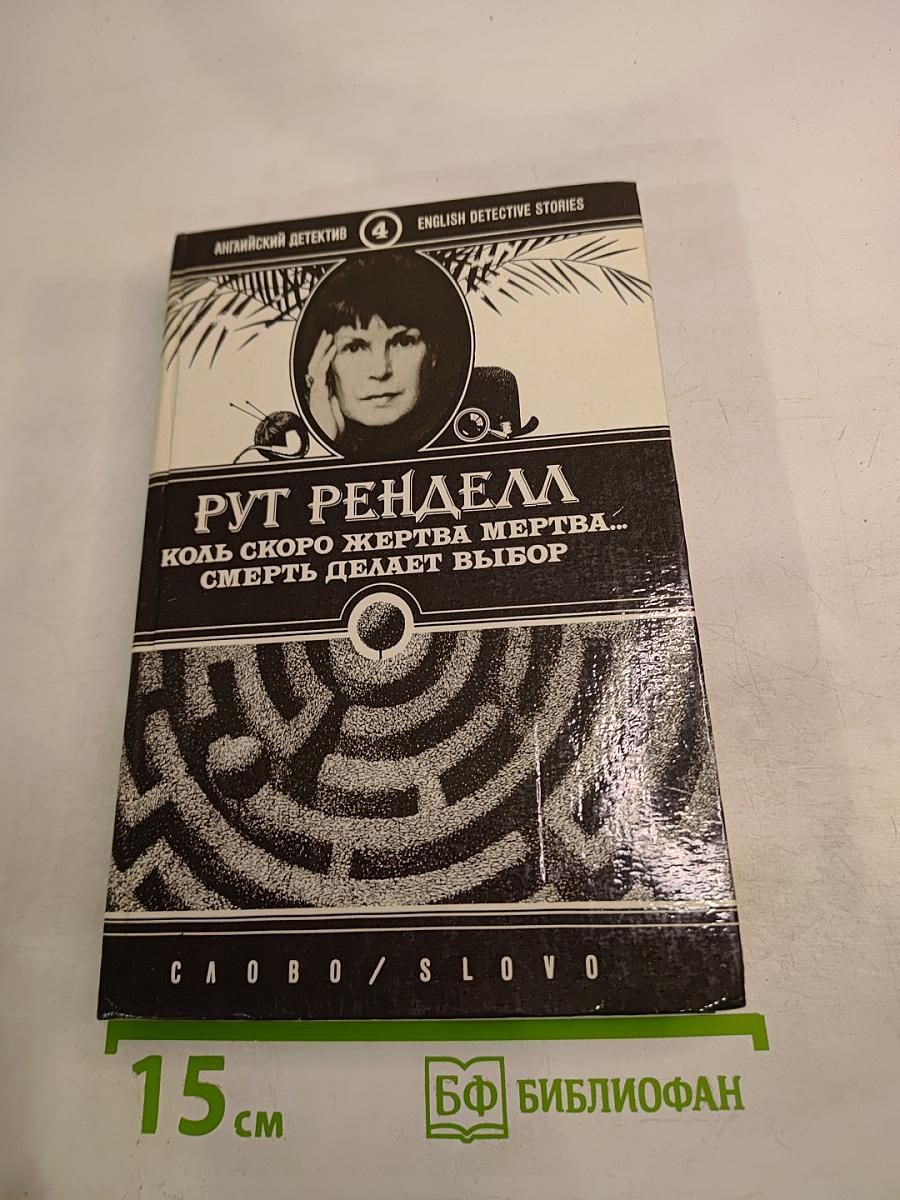 АНГЛИЙСКИЙ ДЕТЕКТИВ 4 ENGLISH DETECTIVE STORIES
РУТ РЕНДЕЛЛ
КОЛЬ СКОРО ЖЕРТВА МЕРТВА...
СМЕРТЬ ДЕЛАЕТ ВЫБОР
СЛОВО / SLOVO
15 см
БФ БИБЛИОФАН